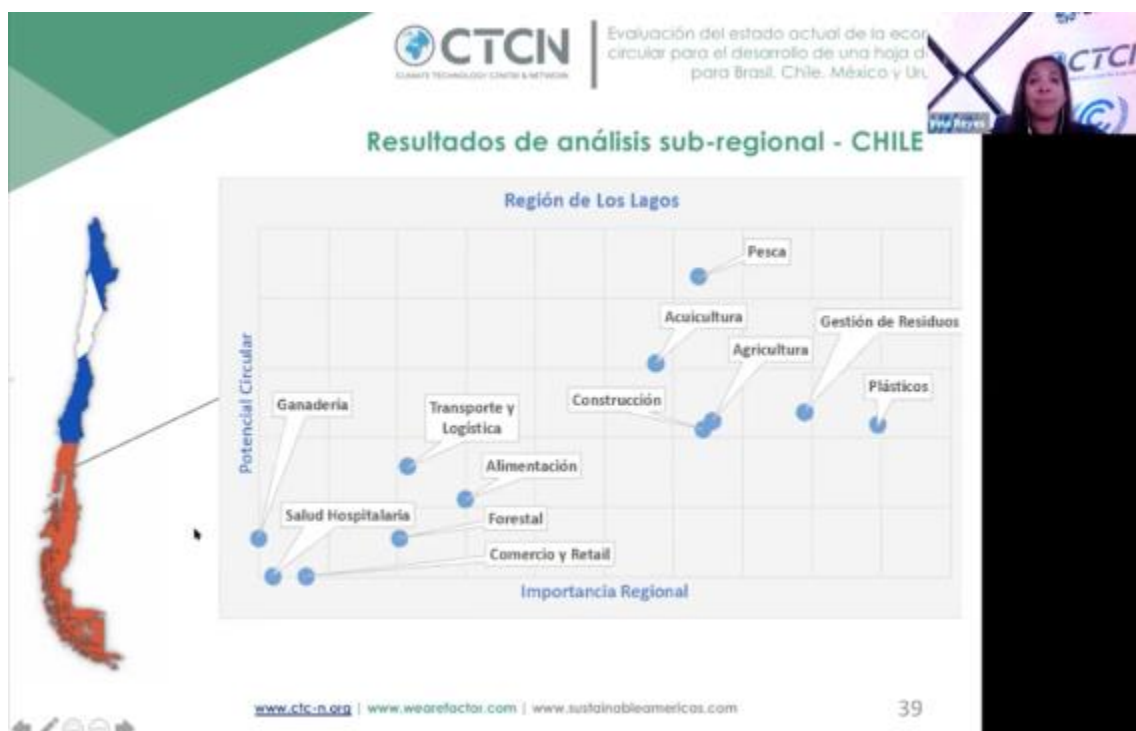 CTCN
CLIMATE TECHNOLOGY CENTRE & NETWORK
Evaluación del estado actual de la econ
circular para el desarrollo de una hoja d
para Brasil, Chile, México y Uru
CTCN
Reyes
Resultados de análisis sub-regional - CHILE
Región de Los Lagos
Pesca
Acuicultura
Gestión de Residuos
Agricultura
Plásticos
Construcción
Ganadería
Transporte y
Logística
Potencial Circular
Alimentación
Salud Hospitalaria
Forestal
Comercio y Retail
Importancia Regional
www.ctc-n.org | www.wearefactor.com | www.sustainableamericas.com
39